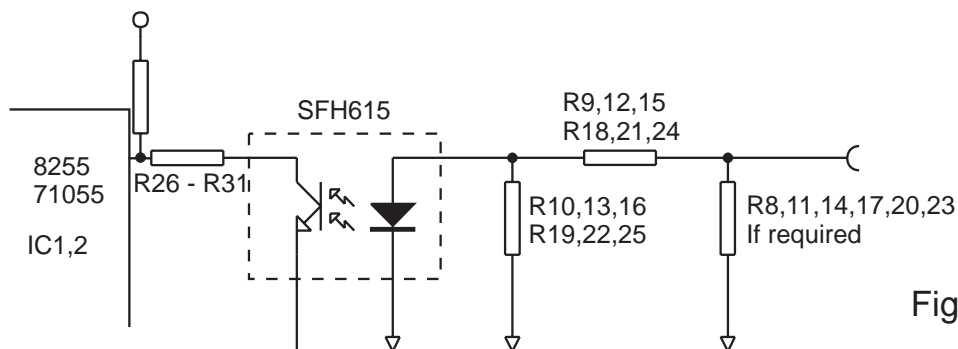 SFH615
R9,12,15
R18,21,24
8255
71055
R26 - R31
IC1,2
R10,13,16
R19,22,25
R8,11,14,17,20,23
If required
Fig